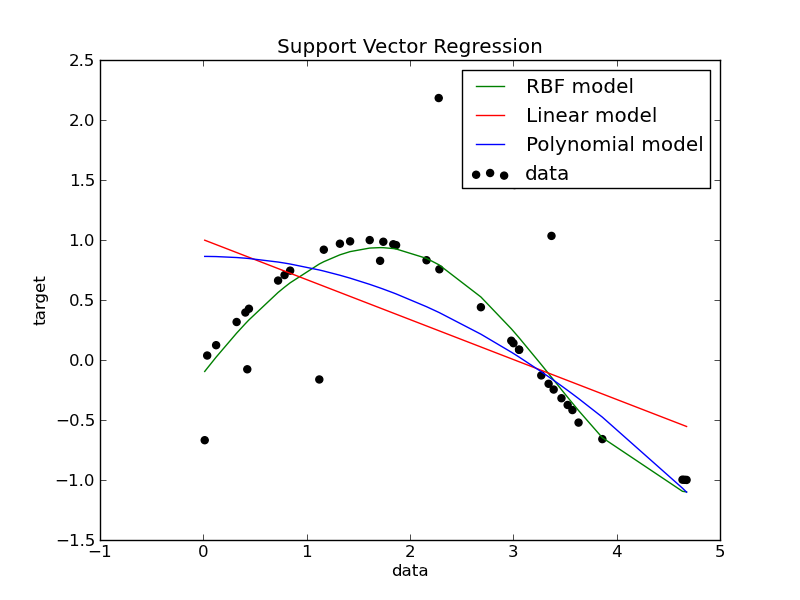 Support Vector Regression
2.5
2.0
1.5
1.0
0.5
0.0
−0.5
−1.0
−1.5
target
RBF model
Linear model
Polynomial model
data
−1
0
1
2
3
4
5
data